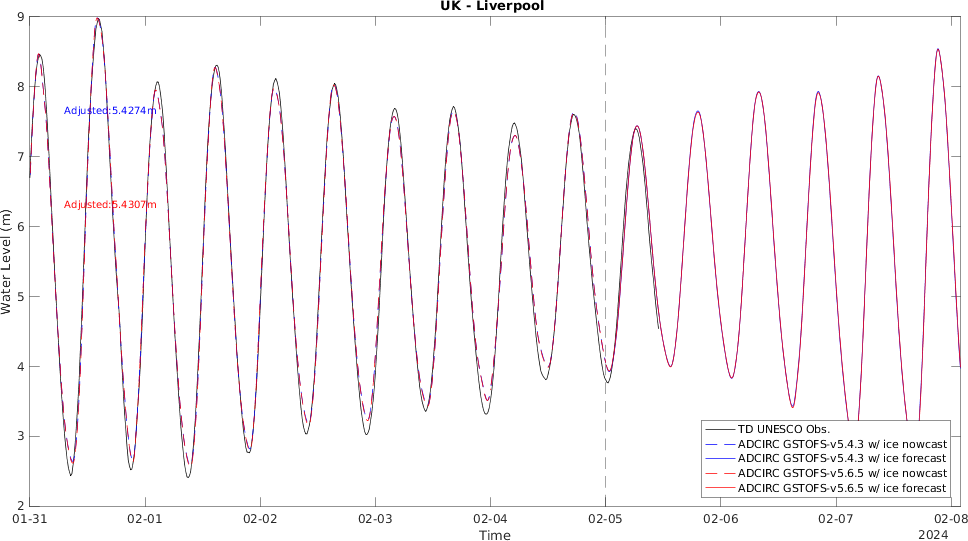 UK - Liverpool
9
8
Adjusted:5.4274m
7
Adjusted:5.4307m
6
Water Level (m)
5
4
3
TD UNESCO Obs.
ADCIRC GSTOFS-v5.4.3 w/ ice nowcast
ADCIRC GSTOFS-v5.4.3 w/ ice forecast
ADCIRC GSTOFS-v5.6.5 w/ ice nowcast
ADCIRC GSTOFS-v5.6.5 w/ ice forecast
2
01-31 02-01 02-02 02-03 02-04 02-05 02-06 02-07 02-08
Time 2024